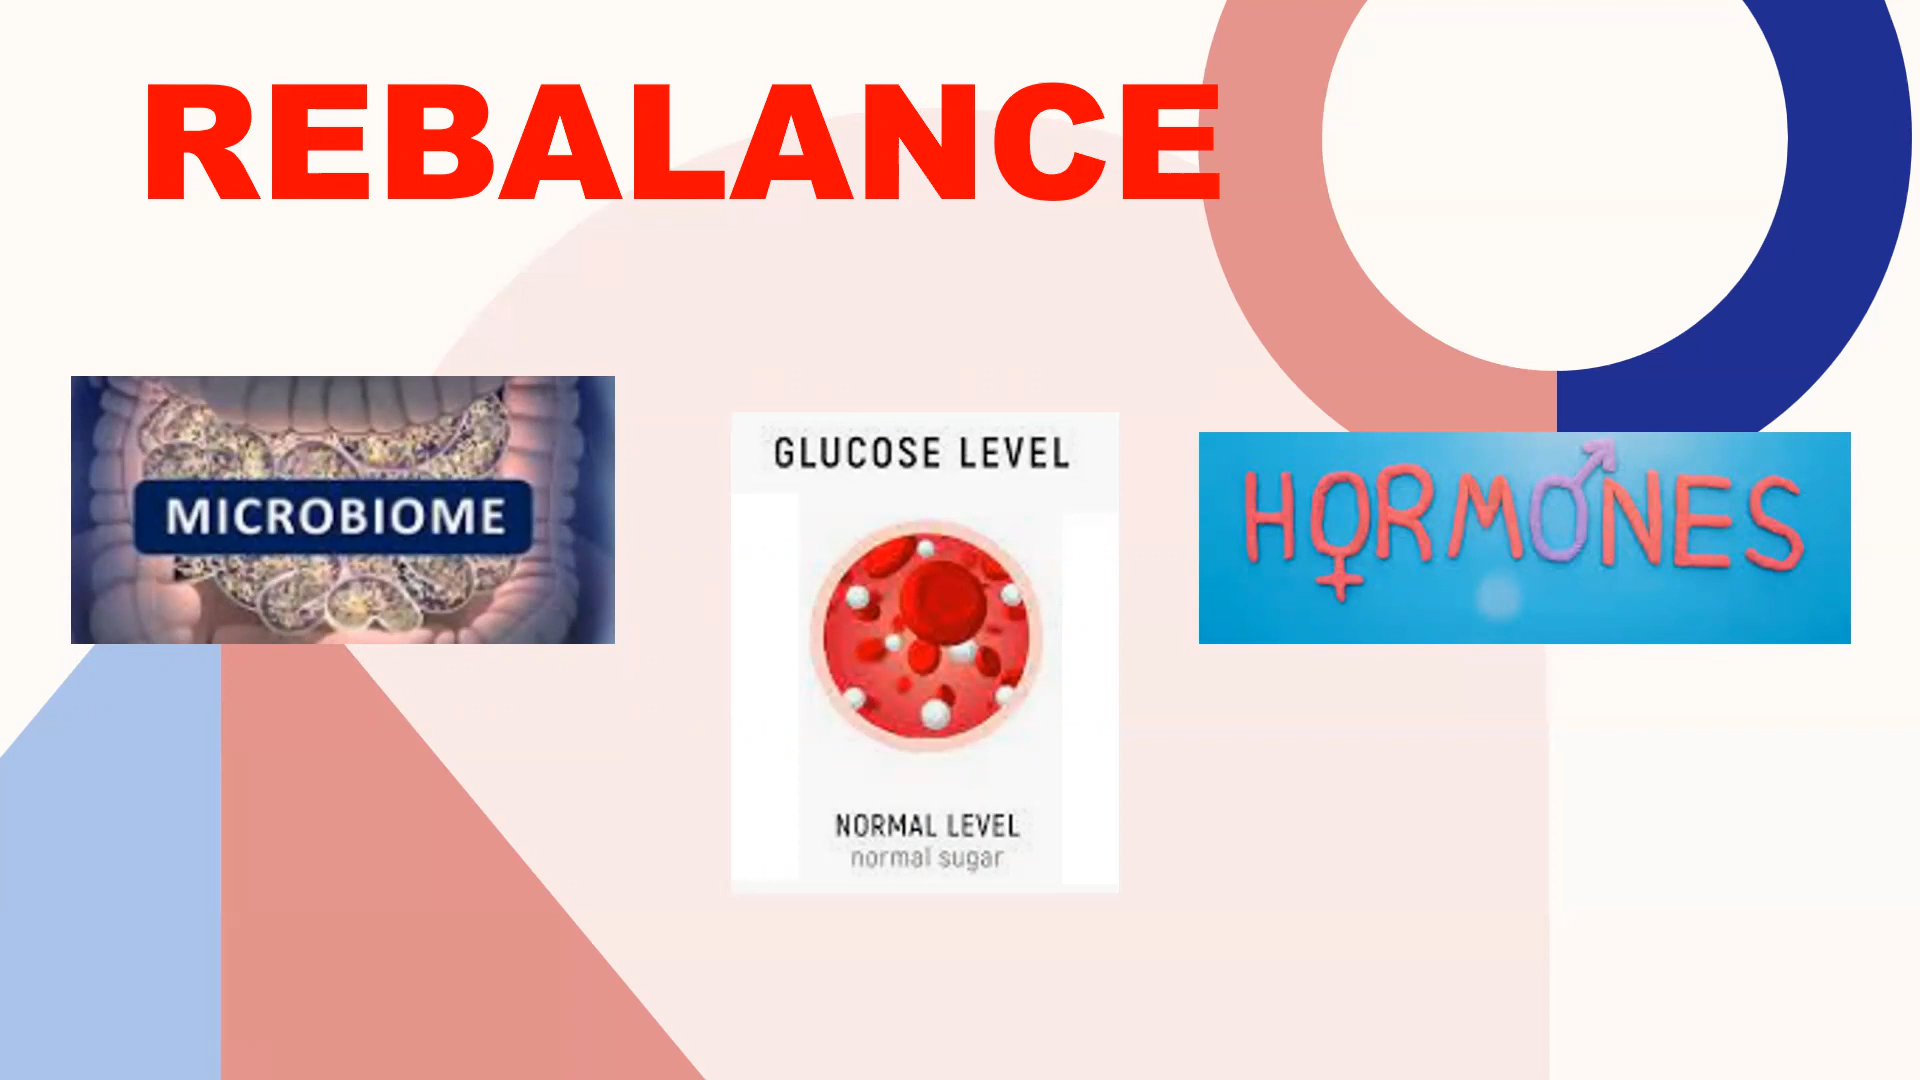 REBALANCE
MICROBIOME
GLUCOSE LEVEL
NORMAL LEVEL
normal sugar
HORMONES